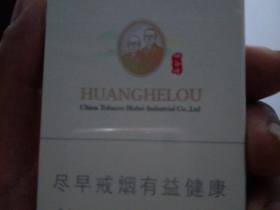 HUANGHELOU
China Tobacco Hubei Industrial Co.,Ltd
尽早戒烟有益健康